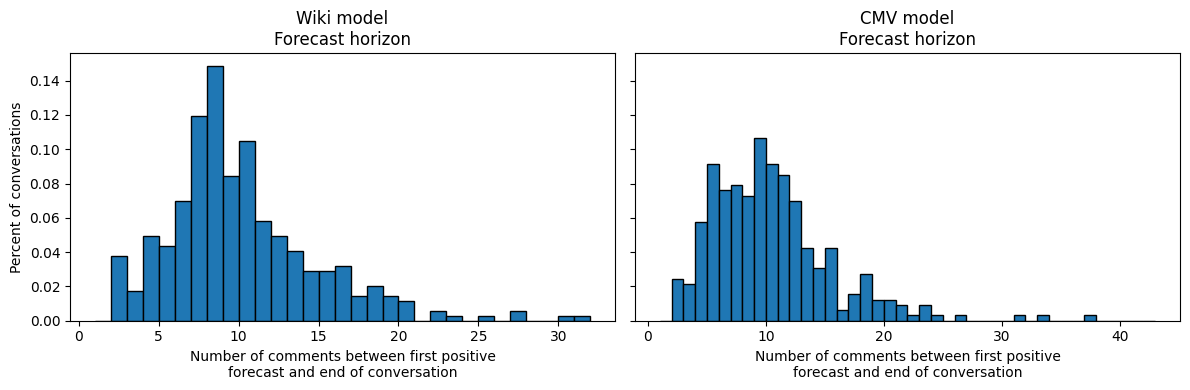 Wiki model
Forecast horizon
Percent of conversations
0.14
0.12
0.10
0.08
0.06
0.04
0.02
0.00
0 5 10 15 20 25 30
Number of comments between first positive
forecast and end of conversation
CMV model
Forecast horizon
0 10 20 30 40
Number of comments between first positive
forecast and end of conversation